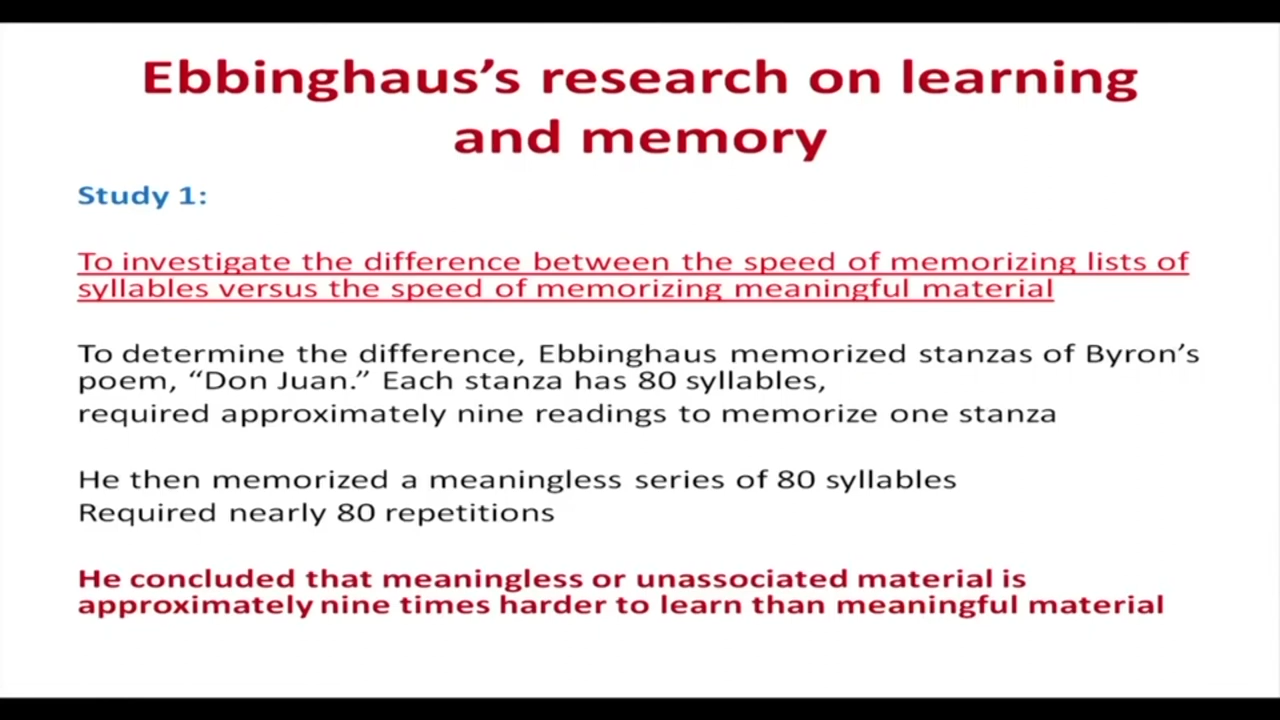 Ebbinghaus’s research on learning
and memory
Study 1:
To investigate the difference between the speed of memorizing lists of
syllables versus the speed of memorizing meaningful material
To determine the difference, Ebbinghaus memorized stanzas of Byron’s
poem, “Don Juan.” Each stanza has 80 syllables,
required approximately nine readings to memorize one stanza
He then memorized a meaningless series of 80 syllables
Required nearly 80 repetitions
He concluded that meaningless or unassociated material is
approximately nine times harder to learn than meaningful material